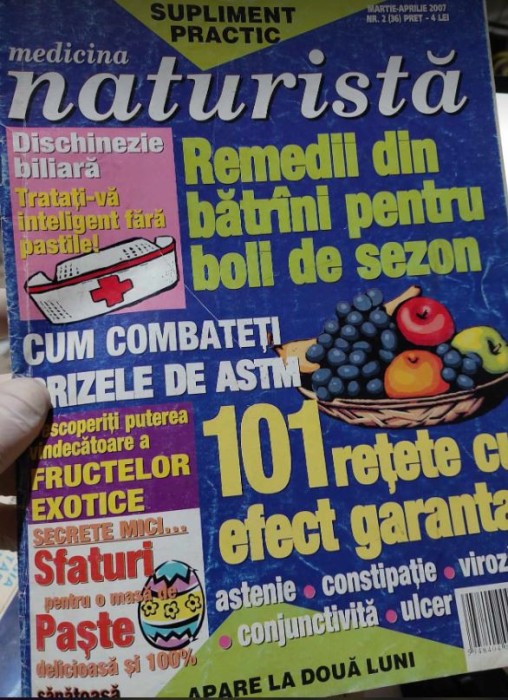 SUPLIMENT
PRACTIC
MARTIE-APRILIE 2007
NR. 2 (36) PRET - 4 LEI
medicina
naturistă
Dischinezie
biliară
Tratați-vă
inteligent fără
pastile!
Remedii din
bătrîni pentru
boli de sezon
CUM COMBATEȚI
RIZELE DE ASTM
scoperiți puterea
vindecătoare a
FRUCTELOR
EXOTICE
101 rețete cu
efect garanta
SECRETE MICI...
Sfaturi
pentru o masă de
Paște
delicioasă și 100%
sănătoasă
astenie • constipație • viroz
• conjunctivită • ulcer
APARE LA DOUĂ LUNI